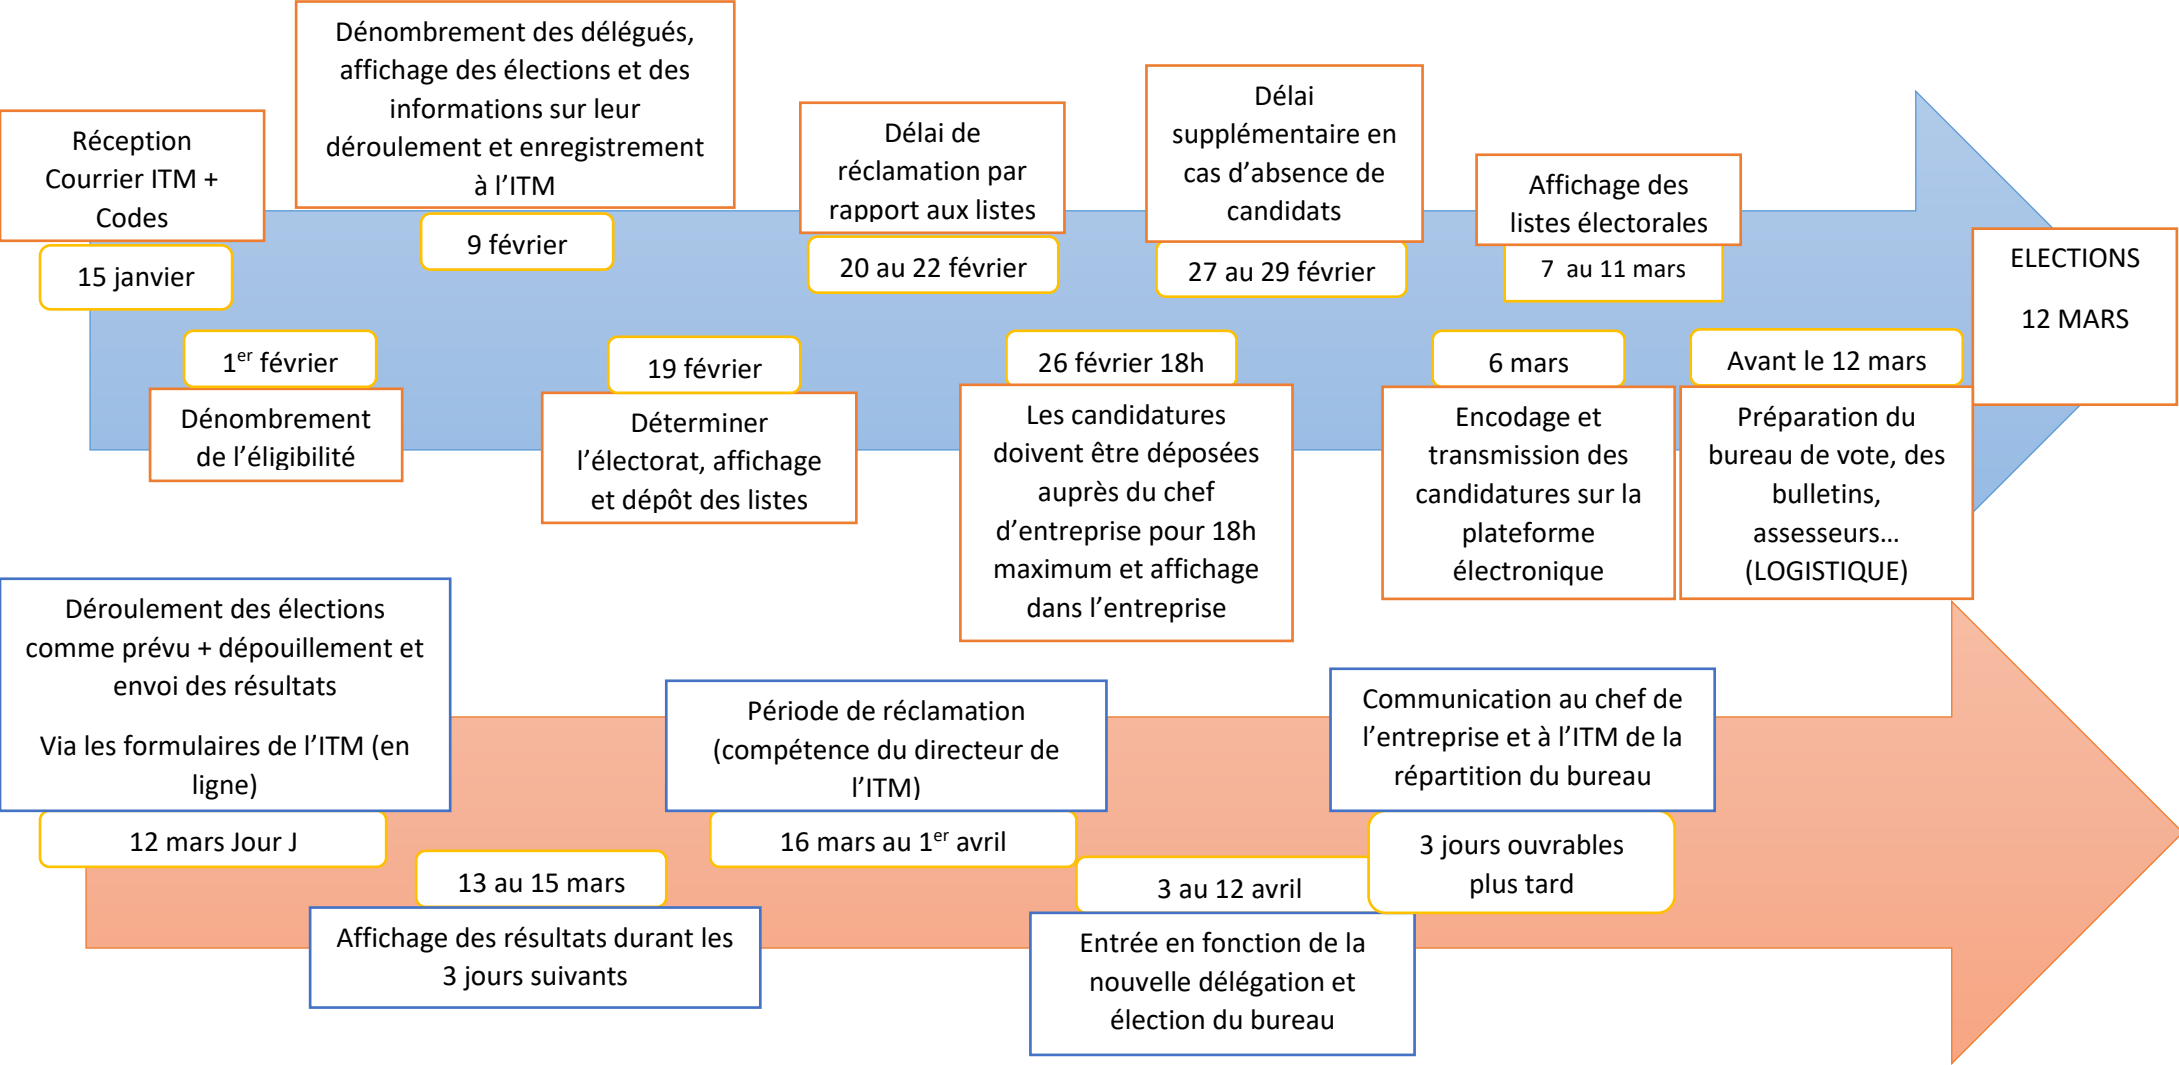 Réception
Courrier ITM +
Codes
15 janvier
1er février
Dénombrement
de l’éligibilité
Dénombrement des délégués,
affichage des élections et des
informations sur leur
déroulement et enregistrement
à l’ITM
9 février
19 février
Déterminer
l’électorat, affichage
et dépôt des listes
Délai de
réclamation par
rapport aux listes
20 au 22 février
26 février 18h
Les candidatures
doivent être déposées
auprès du chef
d’entreprise pour 18h
maximum et affichage
dans l’entreprise
Délai
supplémentaire en
cas d’absence de
candidats
27 au 29 février
6 mars
Encodage et
transmission des
candidatures sur la
plateforme
électronique
Affichage des
listes électorales
7 au 11 mars
Avant le 12 mars
Préparation du
bureau de vote, des
bulletins,
assesseurs…
(LOGISTIQUE)
ELECTIONS
12 MARS
Déroulement des élections
comme prévu + dépouillement et
envoi des résultats
Via les formulaires de l’ITM (en
ligne)
12 mars Jour J
13 au 15 mars
Affichage des résultats durant les
3 jours suivants
Période de réclamation
(compétence du directeur de
l’ITM)
16 mars au 1er avril
3 au 12 avril
Entrée en fonction de la
nouvelle délégation et
élection du bureau
Communication au chef de
l’entreprise et à l’ITM de la
répartition du bureau
3 jours ouvrables
plus tard